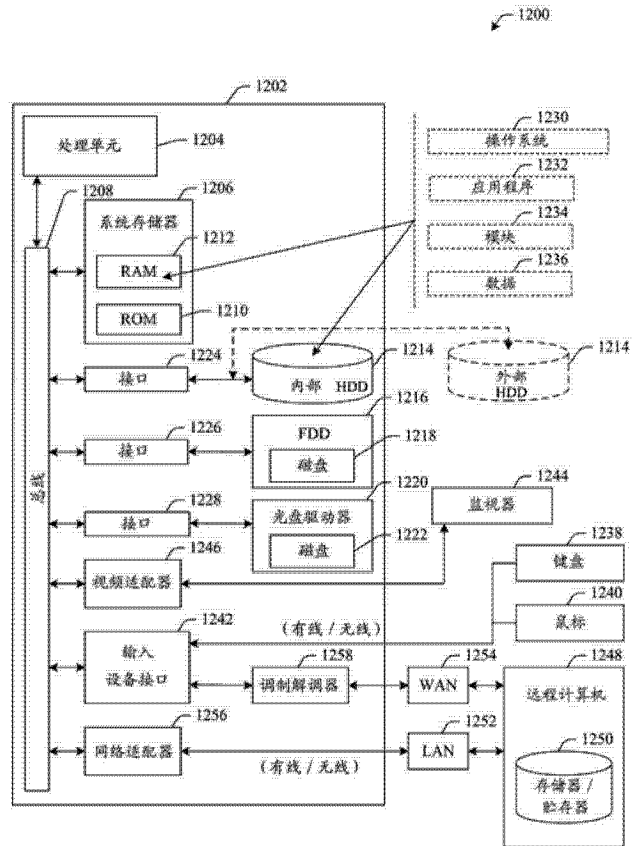 1200
1202
处理单元
1204
1208
1206
系统存储器
1212
RAM
1210
ROM
1230
操作系统
1232
应用程序
1234
模块
1236
数据
1224
接口
1214
内部 HDD
1214
外部
HDD
1226
接口
1216
FDD
1218
磁盘
总线
1228
接口
1220
光盘驱动器
1222
磁盘
1244
监视器
1246
视频适配器
1238
键盘
1240
鼠标
(有线/无线)
1242
输入
设备接口
1258
调制解调器
1254
WAN
1248
远程计算机
1250
存储器/
贮存器
1256
网络适配器
(有线/无线)
1252
LAN